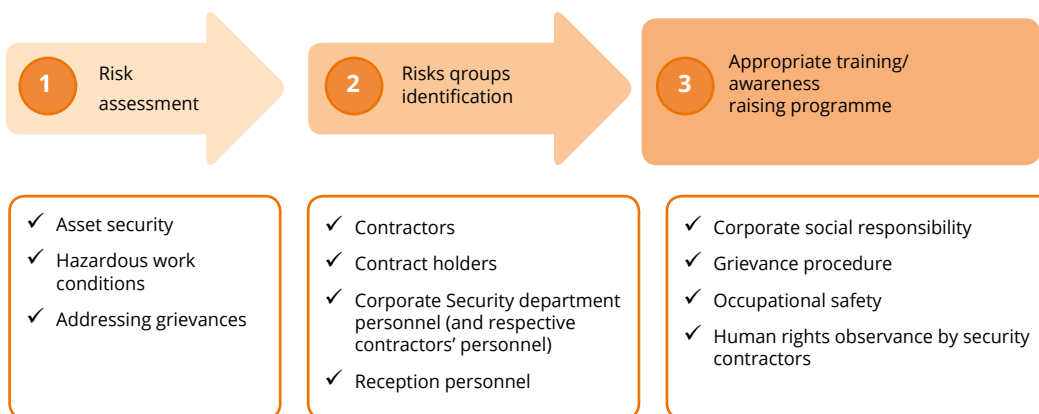 1
Risk
assessment
2
Risks qroups
identification
3
Appropriate training/
awareness
raising programme
✓ Asset security
✓ Hazardous work
conditions
✓ Addressing grievances
✓ Contractors
✓ Contract holders
✓ Corporate Security department
personnel (and respective
contractors’ personnel)
✓ Reception personnel
✓ Corporate social responsibility
✓ Grievance procedure
✓ Occupational safety
✓ Human rights observance by security
contractors